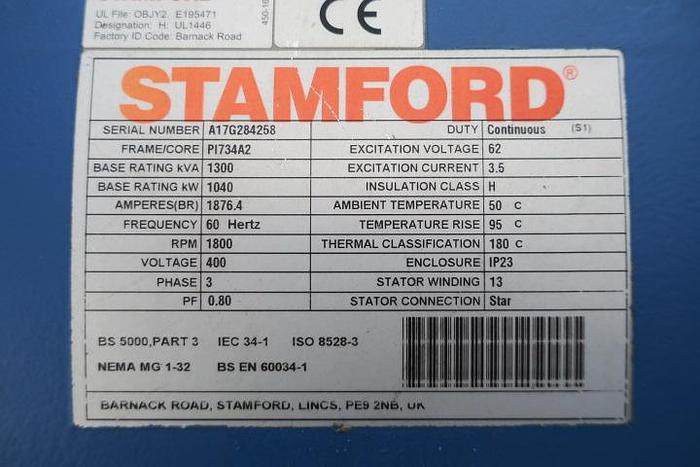 UL File: OBJY2. E195471
Designation: H: UL1446
Factory ID Code: Barnack Road
CE
STAMFORD®
SERIAL NUMBER A17G284258 DUTY Continuous (S1)
FRAME/CORE PI734A2 EXCITATION VOLTAGE 62
BASE RATING kVA 1300 EXCITATION CURRENT 3.5
BASE RATING kW 1040 INSULATION CLASS H
AMPERES(BR) 1876.4 AMBIENT TEMPERATURE 50 C
FREQUENCY 60 Hertz TEMPERATURE RISE 95 C
RPM 1800 THERMAL CLASSIFICATION 180 C
VOLTAGE 400 ENCLOSURE IP23
PHASE 3 STATOR WINDING 13
PF 0.80 STATOR CONNECTION Star
BS 5000,PART 3 IEC 34-1 ISO 8528-3
NEMA MG 1-32 BS EN 60034-1
BARNACK ROAD, STAMFORD, LINCS, PE9 2NB, UK